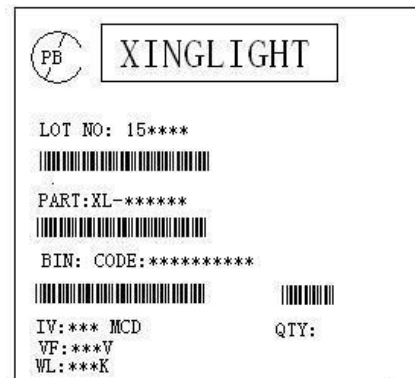 PB
XINGLIGHT
LOT NO: 15****
PART:XL-******
BIN: CODE:**********
IV:*** MCD QTY:
VF:***V
WL:***K